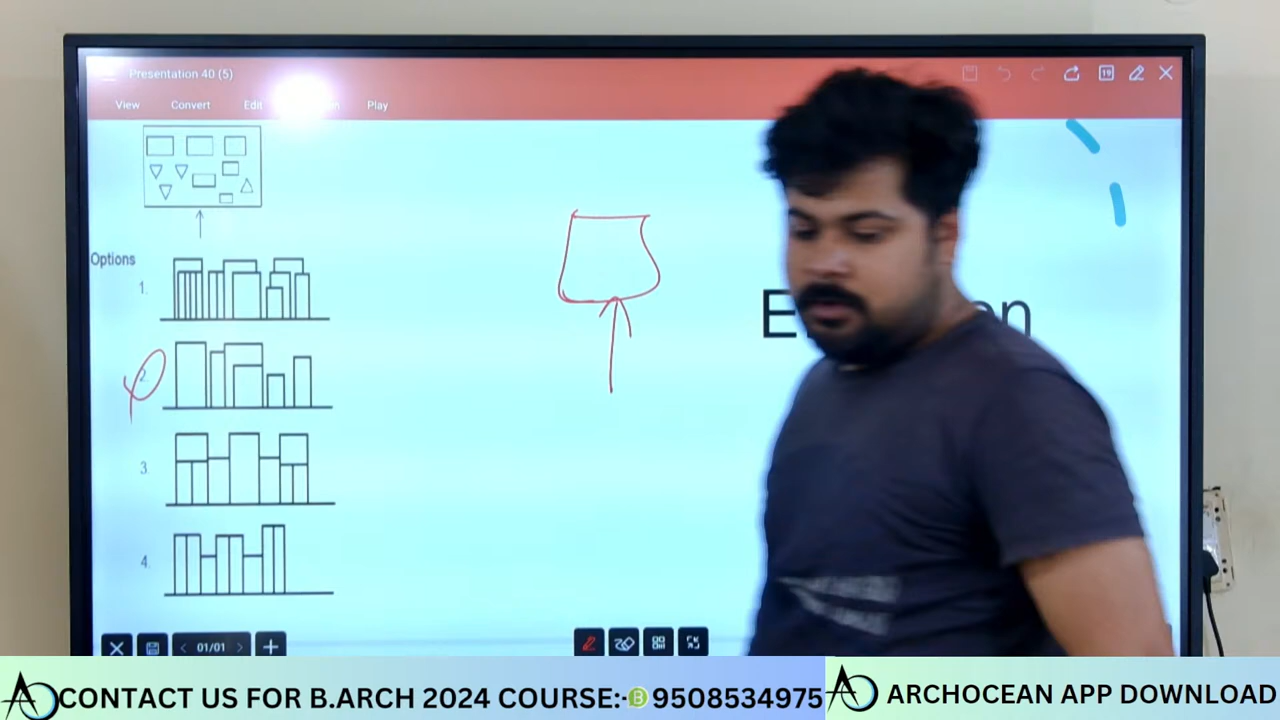 Presentation 40 (5)
19
View Convert Edit Play
Options
1.
2.
3.
4.
01/01
CONTACT US FOR B.ARCH 2024 COURSE:- B 9508534975
ARCHOCEAN APP DOWNLOAD